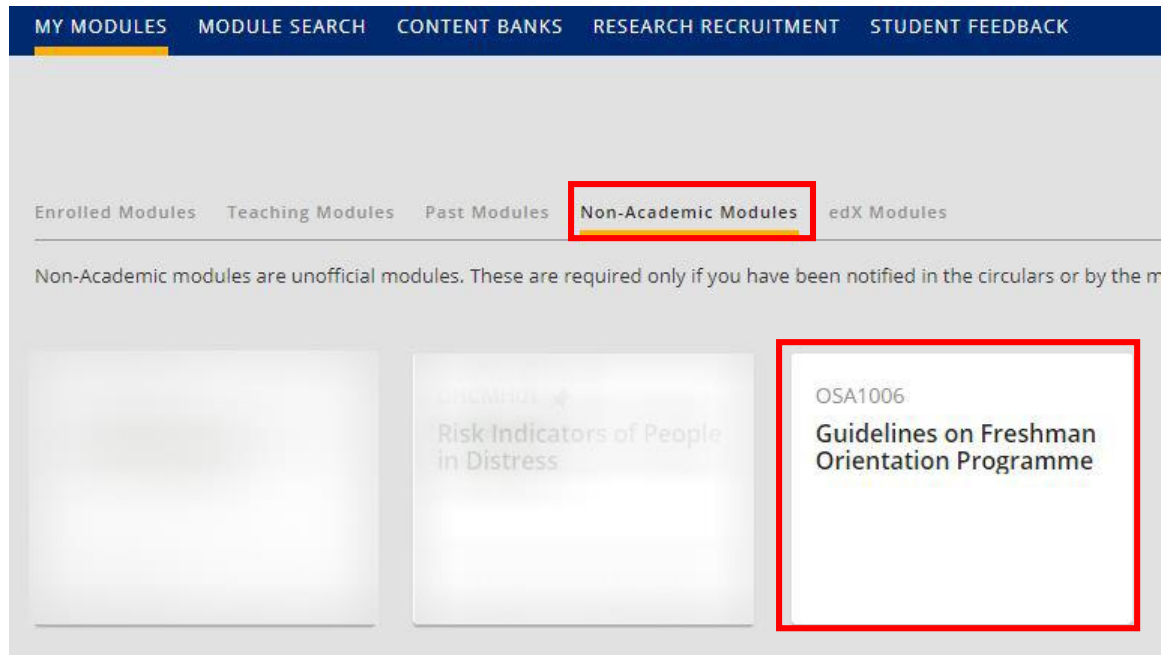 MY MODULES MODULE SEARCH CONTENT BANKS RESEARCH RECRUITMENT STUDENT FEEDBACK
Enrolled Modules Teaching Modules Past Modules Non-Academic Modules edX Modules
Non-Academic modules are unofficial modules. These are required only if you have been notified in the circulars or by the m
Risk Indicators of People
in Distress
OSA1006
Guidelines on Freshman
Orientation Programme